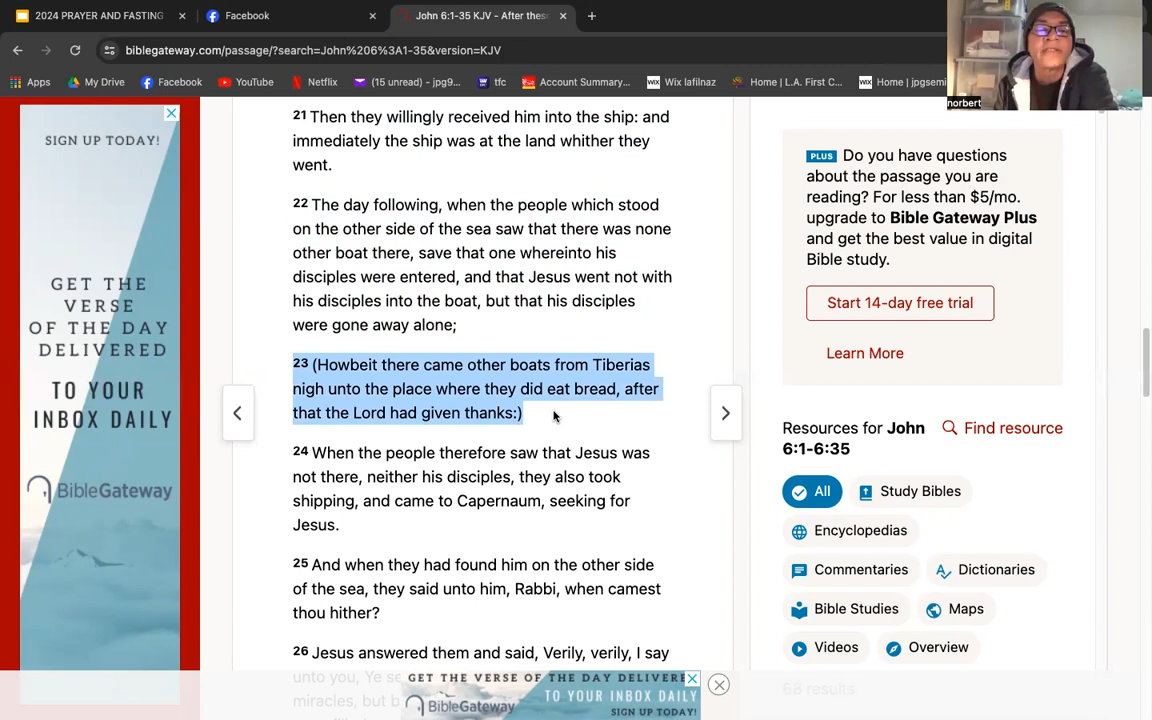 2024 PRAYER AND FASTING
Facebook
John 6:1-35 KJV - After thes
biblegateway.com/passage/?search=John%206%3A1-35&version=KJV
Apps
My Drive
Facebook
YouTube
Netflix
(15 unread) - jpg9...
tfc
Account Summary...
Wix lafilnaz
Home | L.A. First C...
Home | jpgsemi
norbert
SIGN UP TODAY!
GET THE
VERSE
OF THE DAY
DELIVERED
TO YOUR
INBOX DAILY
BibleGateway
21 Then they willingly received him into the ship: and
immediately the ship was at the land whither they
went.
22 The day following, when the people which stood
on the other side of the sea saw that there was none
other boat there, save that one whereinto his
disciples were entered, and that Jesus went not with
his disciples into the boat, but that his disciples
were gone away alone;
23 (Howbeit there came other boats from Tiberias
nigh unto the place where they did eat bread, after
that the Lord had given thanks:)
24 When the people therefore saw that Jesus was
not there, neither his disciples, they also took
shipping, and came to Capernaum, seeking for
Jesus.
25 And when they had found him on the other side
of the sea, they said unto him, Rabbi, when camest
thou hither?
26 Jesus answered them and said, Verily, verily, I say
unto you, Ye se
miracles, but b
GET THE VERSE OF THE DAY DELIVERE
TO YOUR INBOX DAILY
BibleGateway
SIGN UP TODAY!
PLUS Do you have questions
about the passage you are
reading? For less than $5/mo.
upgrade to Bible Gateway Plus
and get the best value in digital
Bible study.
Start 14-day free trial
Learn More
Resources for John
6:1-6:35
Find resource
All
Study Bibles
Encyclopedias
Commentaries
Dictionaries
Bible Studies
Maps
Videos
Overview
68 results